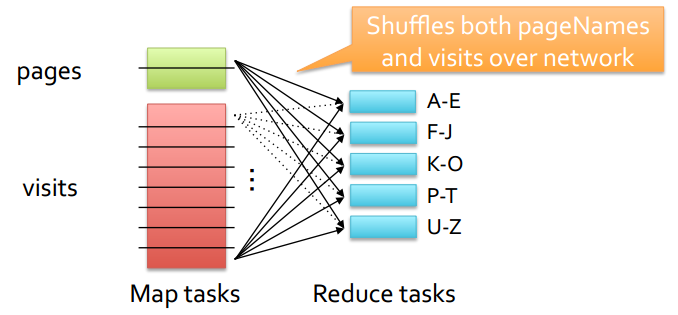 Shuffles both pageNames
and visits over network
pages
A-E
F-J
K-O
visits
P-T
U-Z
Map tasks
Reduce tasks